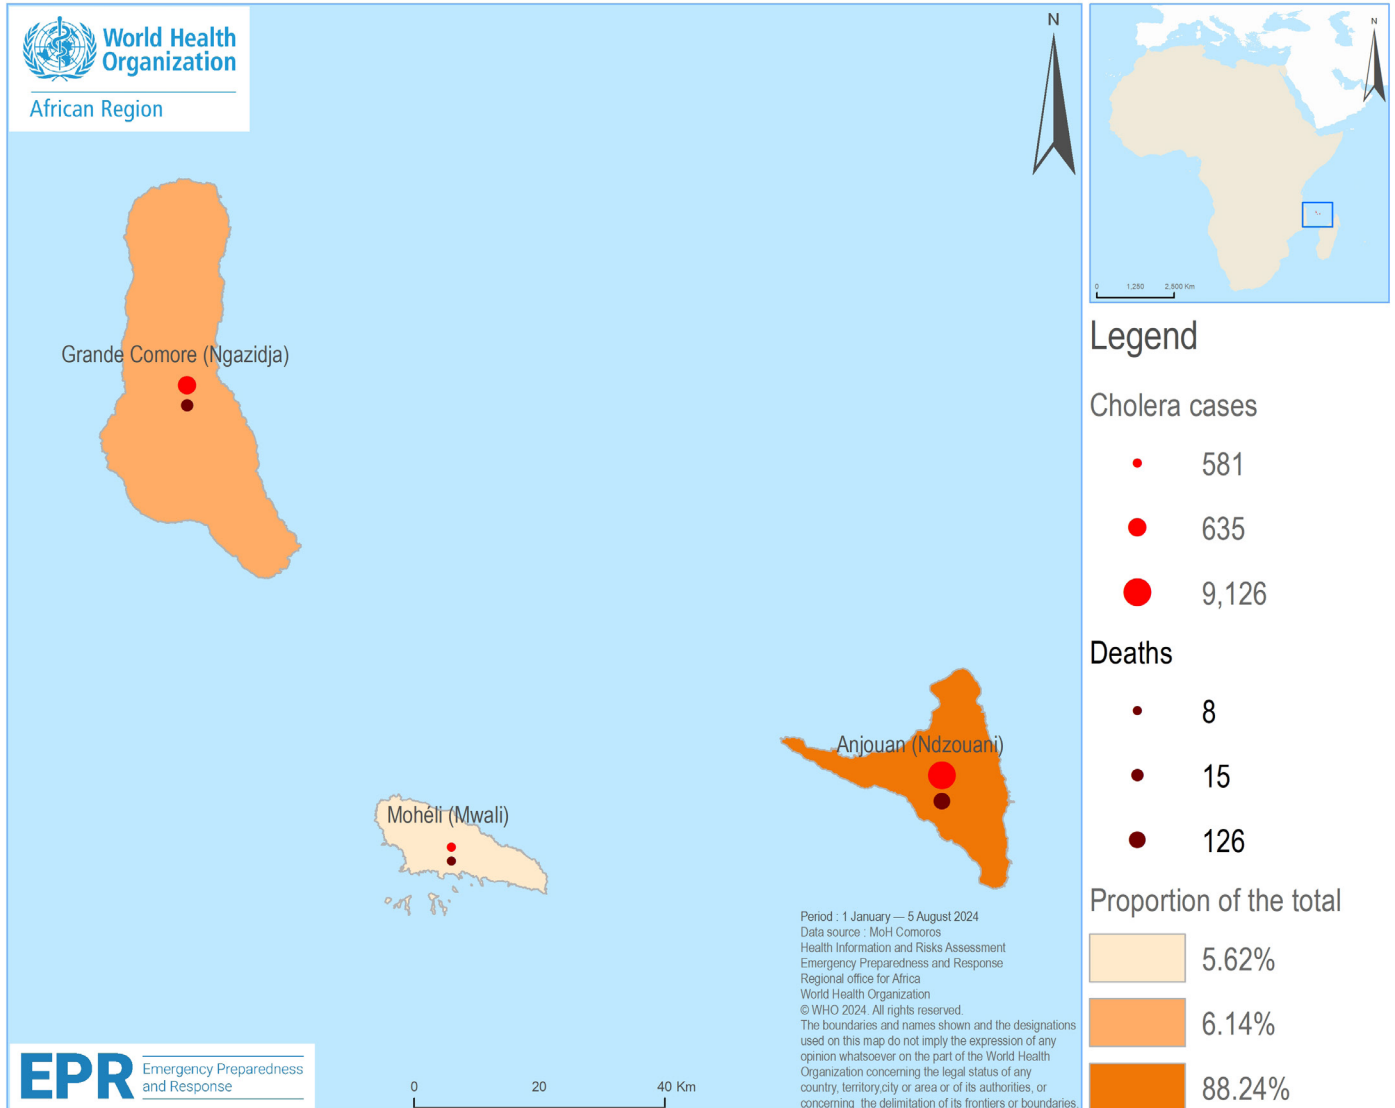 World Health
Organization
African Region
N
Grande Comore (Ngazidja)
Anjouan (Ndzouani)
Mohéli (Mwali)
Period : 1 January — 5 August 2024
Data source : MoH Comoros
Health Information and Risks Assessment
Emergency Preparedness and Response
Regional office for Africa
World Health Organization
© WHO 2024. All rights reserved.
The boundaries and names shown and the designations
used on this map do not imply the expression of any
opinion whatsoever on the part of the World Health
Organization concerning the legal status of any
country, territory,city or area or of its authorities, or
concerning the delimitation of its frontiers or boundaries.
EPR Emergency Preparedness
and Response
0 20 40 Km
N
0 1,250 2,500 Km
Legend
Cholera cases
581
635
9,126
Deaths
8
15
126
Proportion of the total
5.62%
6.14%
88.24%